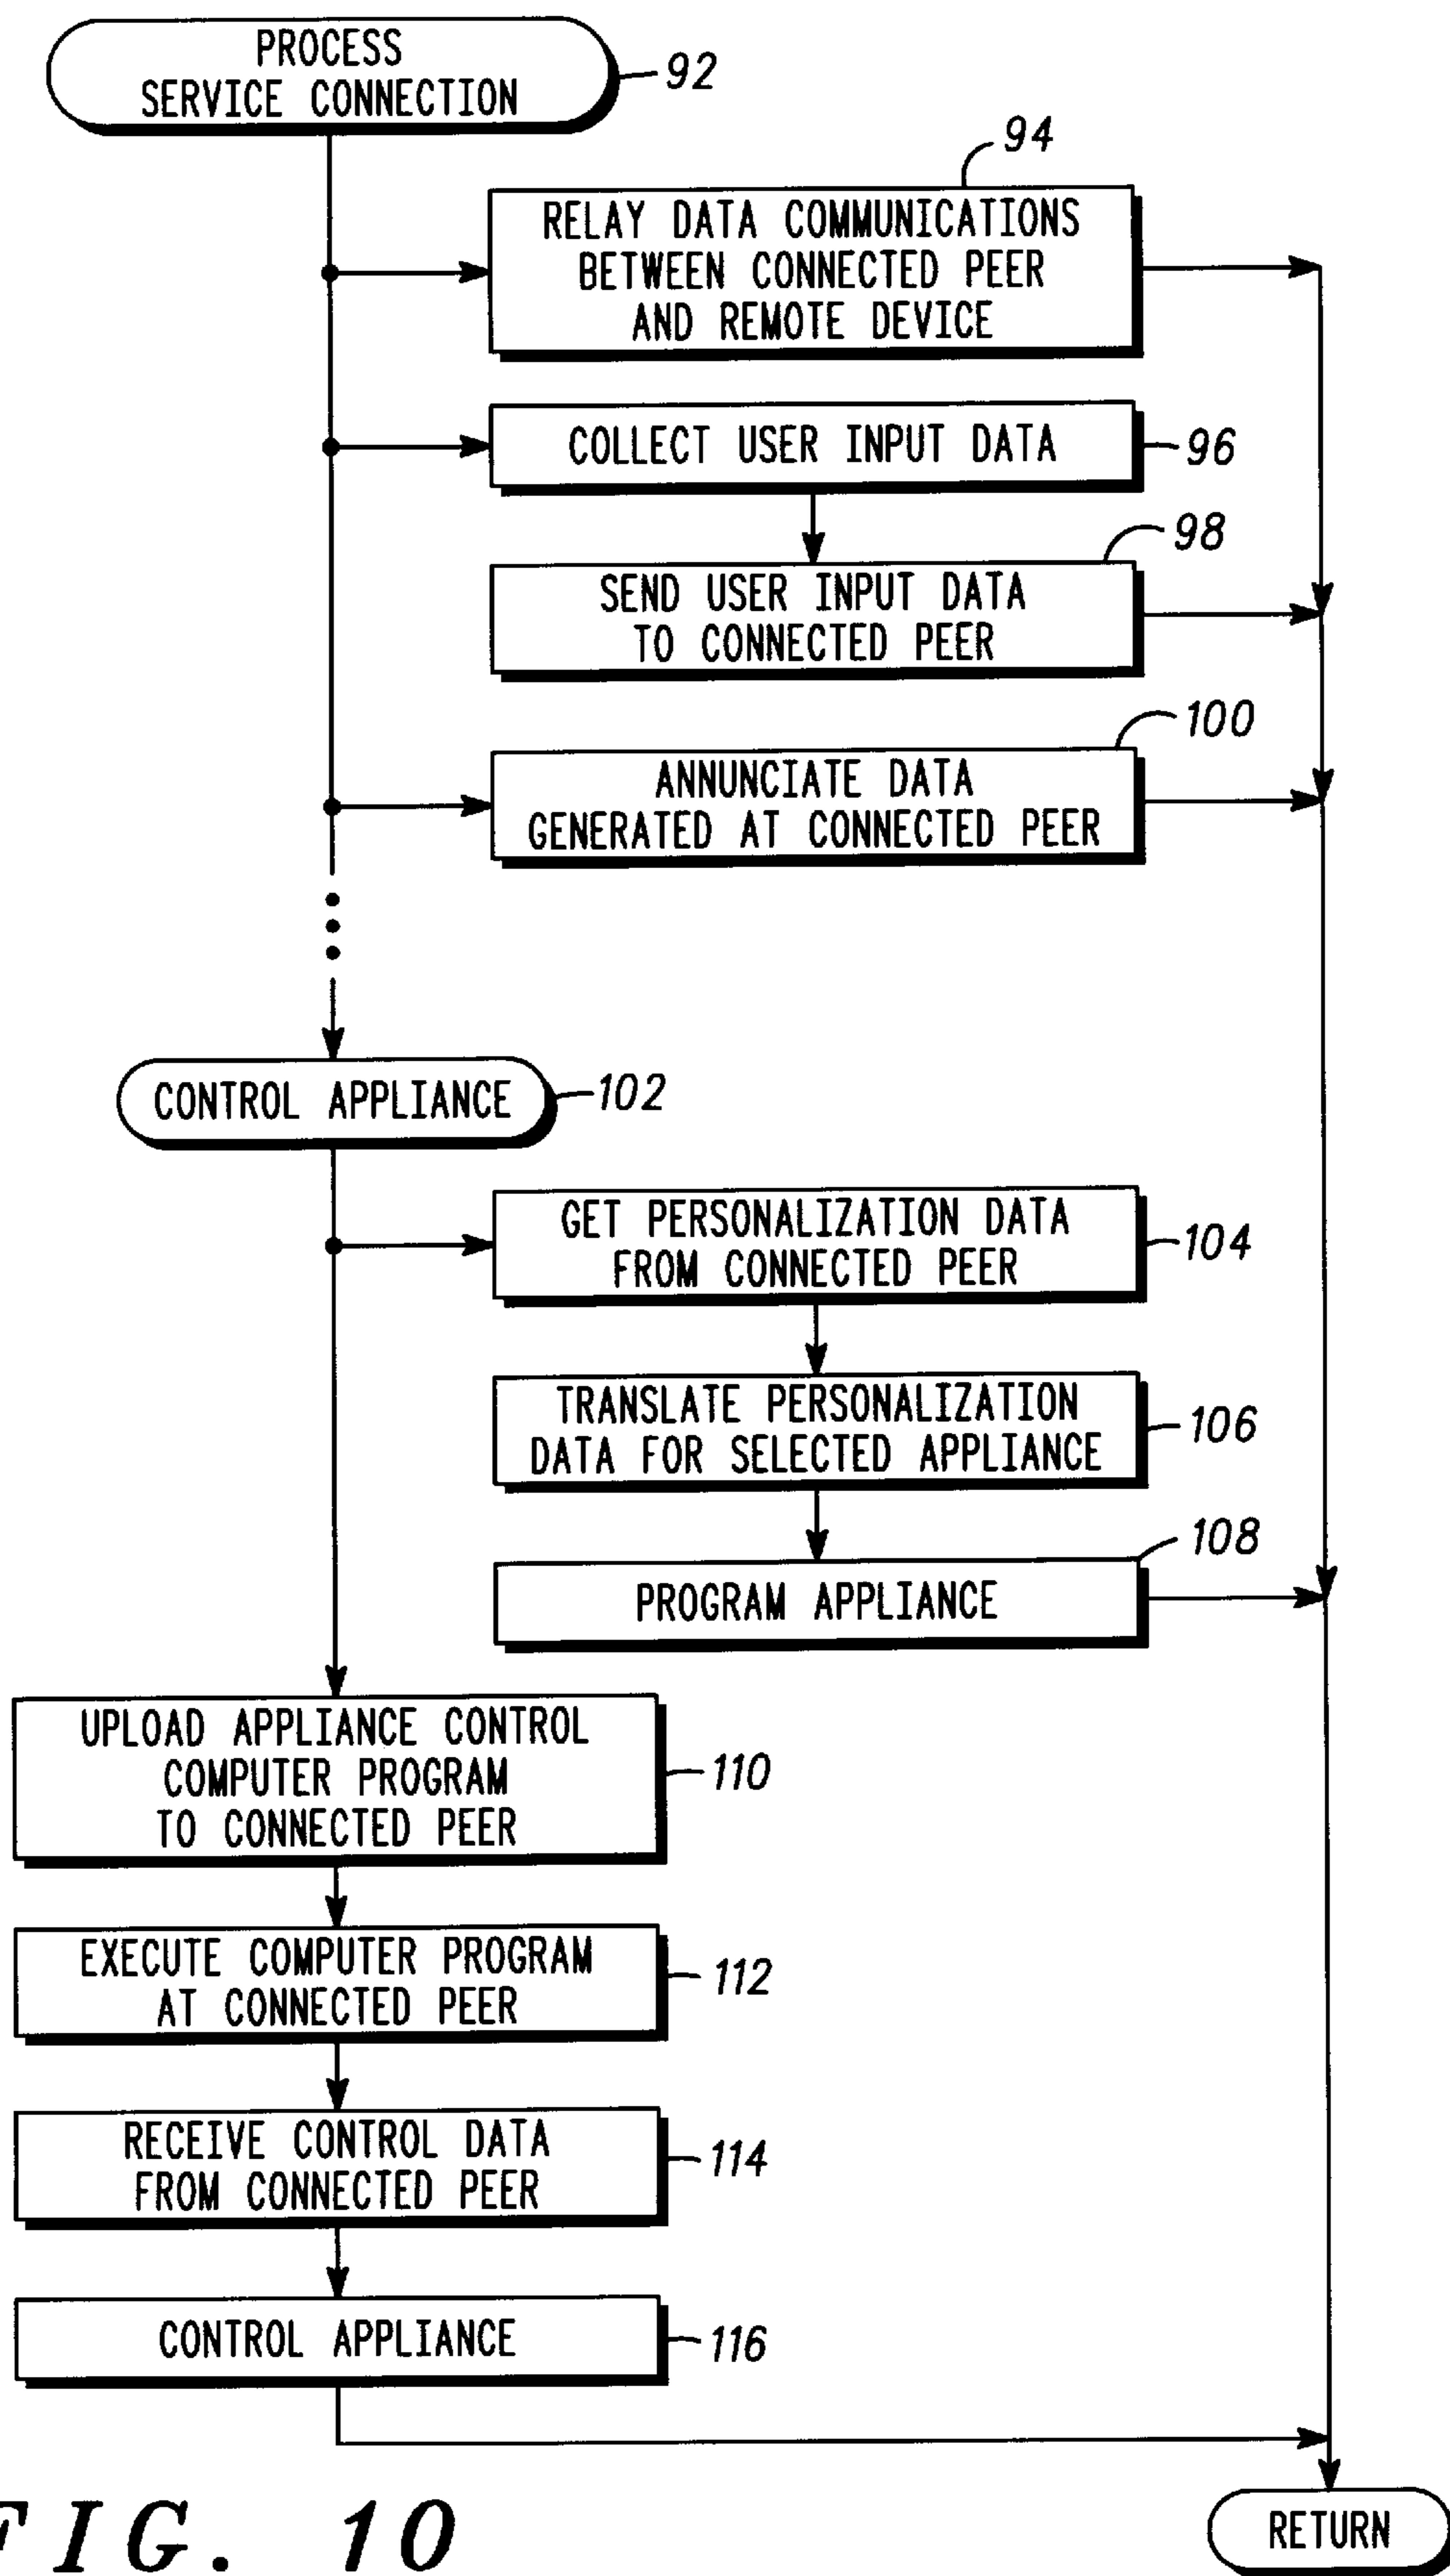 PROCESS
SERVICE CONNECTION
92
94
RELAY DATA COMMUNICATIONS
BETWEEN CONNECTED PEER
AND REMOTE DEVICE
COLLECT USER INPUT DATA
96
98
SEND USER INPUT DATA
TO CONNECTED PEER
100
ANNUNCIATE DATA
GENERATED AT CONNECTED PEER
CONTROL APPLIANCE
102
GET PERSONALIZATION DATA
FROM CONNECTED PEER
104
TRANSLATE PERSONALIZATION
DATA FOR SELECTED APPLIANCE
106
108
PROGRAM APPLIANCE
UPLOAD APPLIANCE CONTROL
COMPUTER PROGRAM
TO CONNECTED PEER
110
EXECUTE COMPUTER PROGRAM
AT CONNECTED PEER
112
RECEIVE CONTROL DATA
FROM CONNECTED PEER
114
CONTROL APPLIANCE
116
RETURN
FIG. 10